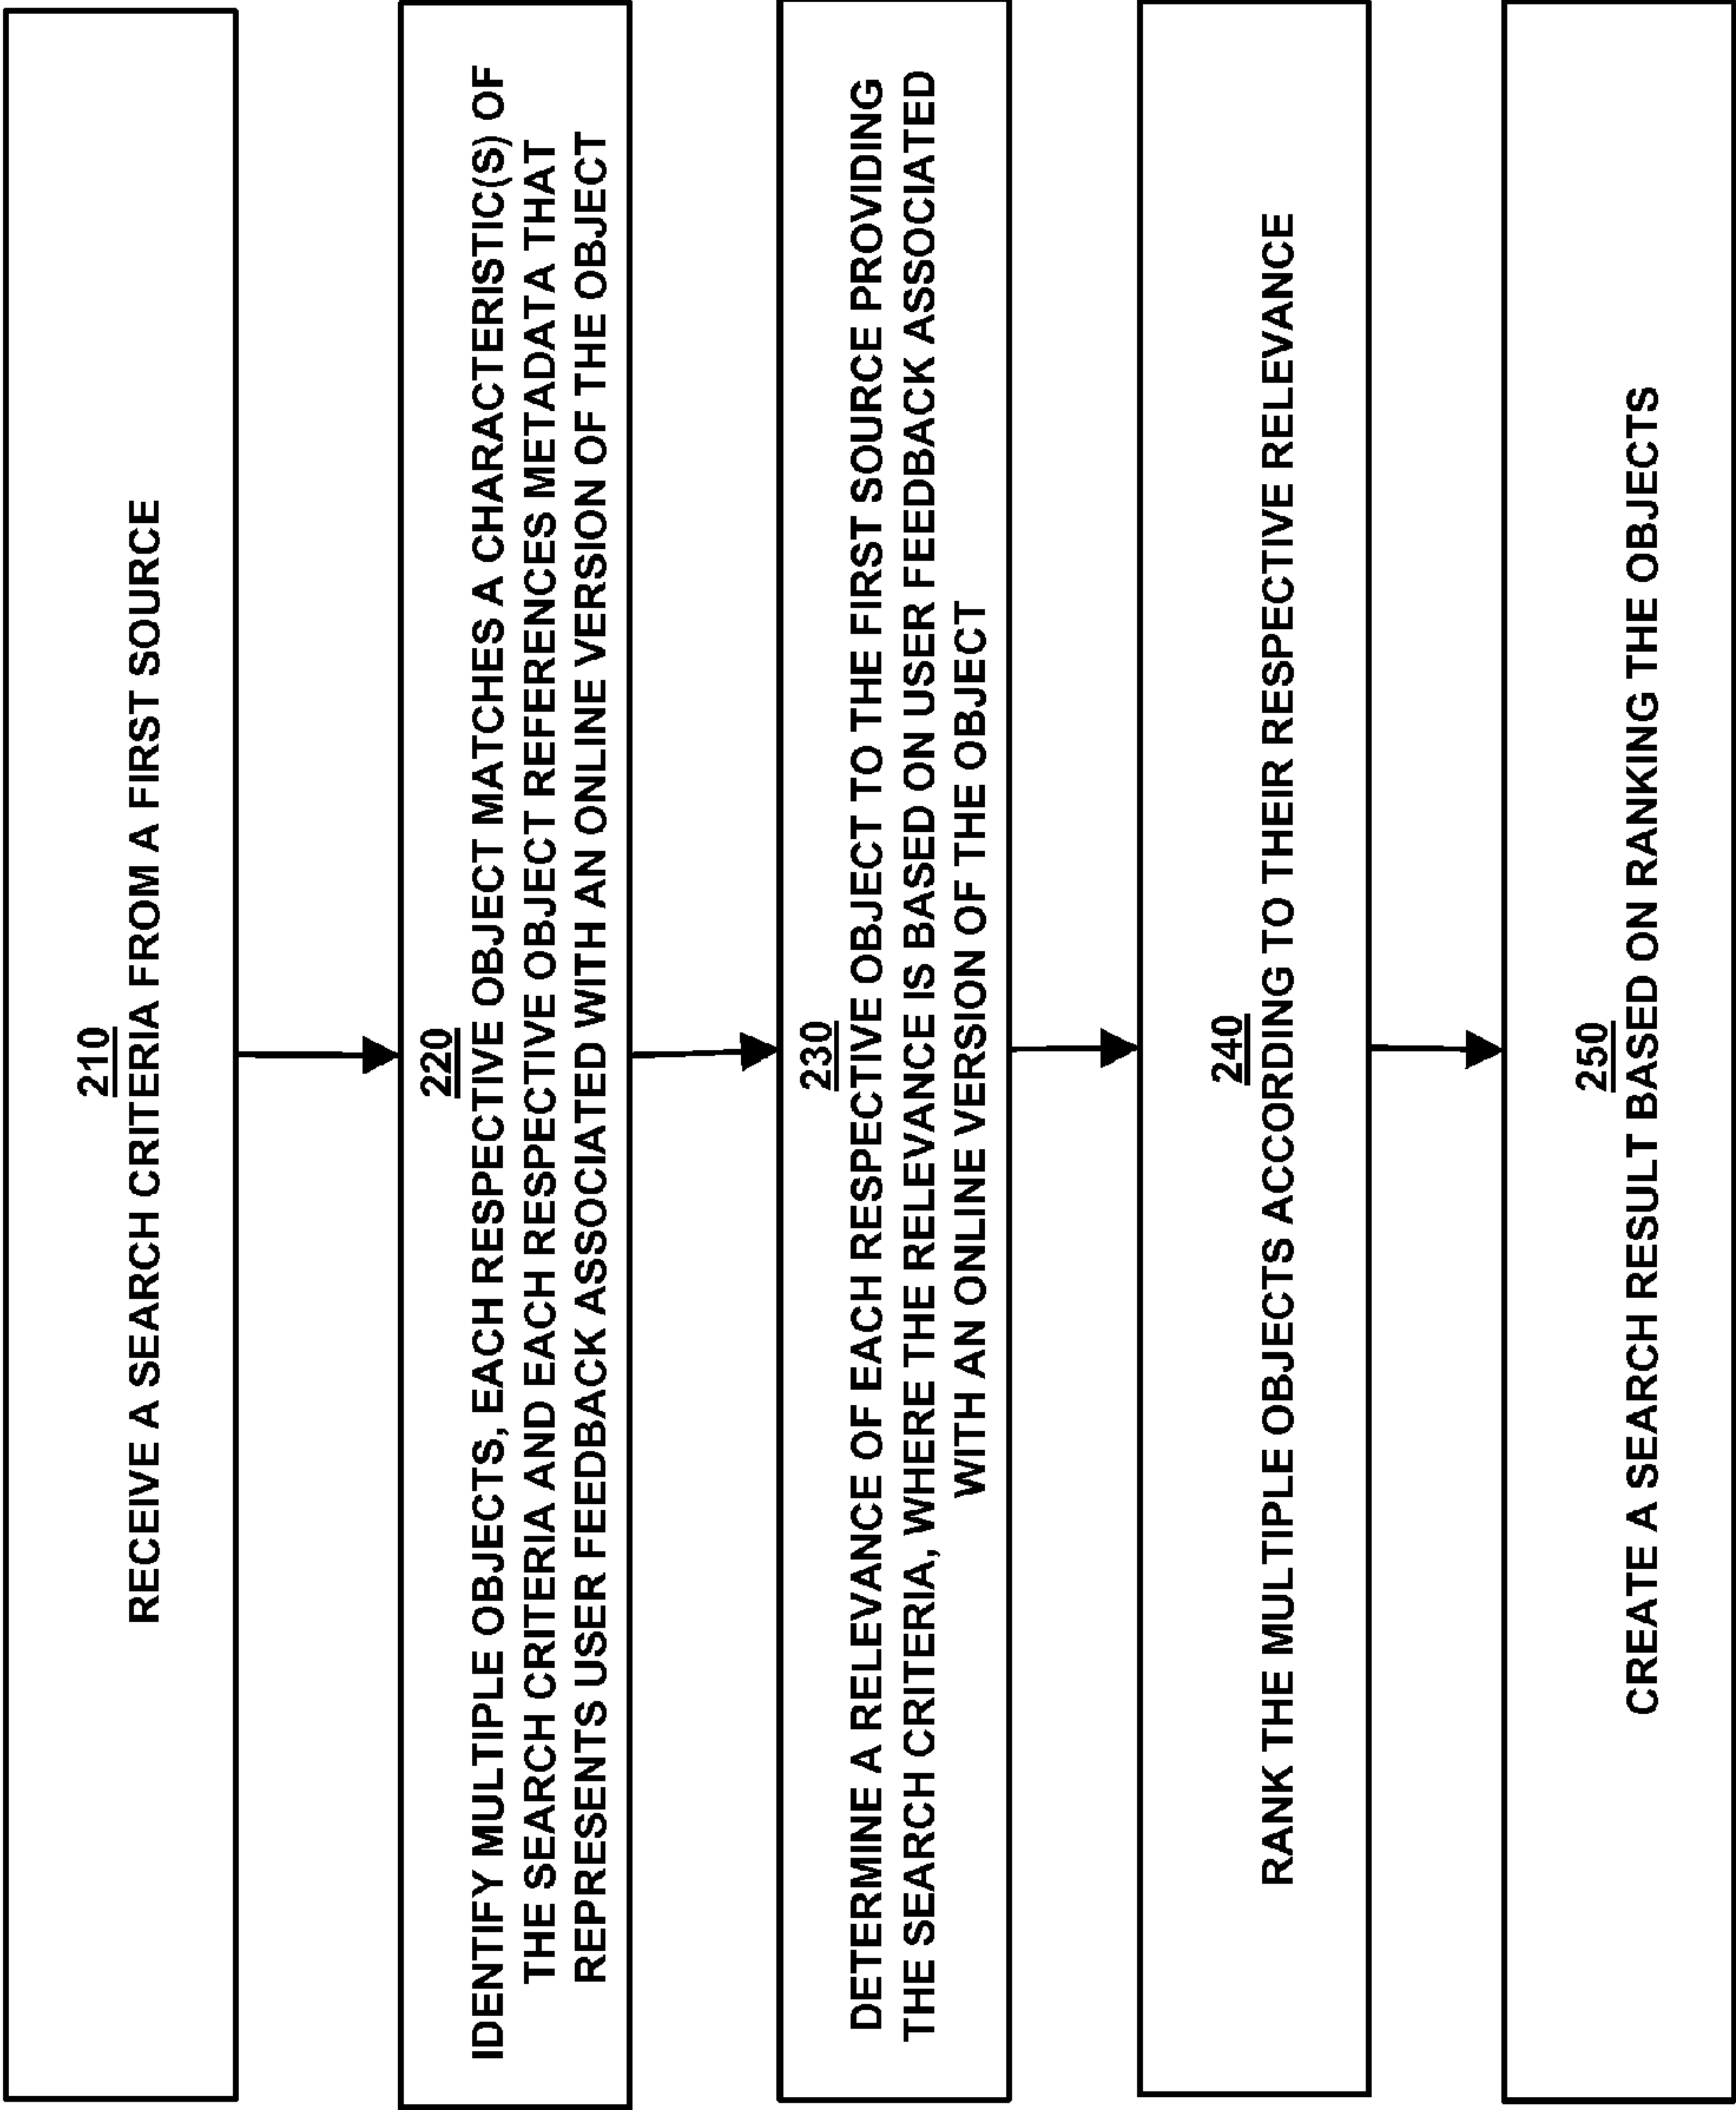 210
RECEIVE A SEARCH CRITERIA FROM A FIRST SOURCE
220
IDENTIFY MULTIPLE OBJECTS, EACH RESPECTIVE OBJECT MATCHES A CHARACTERISTIC(S) OF
THE SEARCH CRITERIA AND EACH RESPECTIVE OBJECT REFERENCES METADATA THAT
REPRESENTS USER FEEDBACK ASSOCIATED WITH AN ONLINE VERSION OF THE OBJECT
230
DETERMINE A RELEVANCE OF EACH RESPECTIVE OBJECT TO THE FIRST SOURCE PROVIDING
THE SEARCH CRITERIA, WHERE THE RELEVANCE IS BASED ON USER FEEDBACK ASSOCIATED
WITH AN ONLINE VERSION OF THE OBJECT
240
RANK THE MULTIPLE OBJECTS ACCORDING TO THEIR RESPECTIVE RELEVANCE
250
CREATE A SEARCH RESULT BASED ON RANKING THE OBJECTS